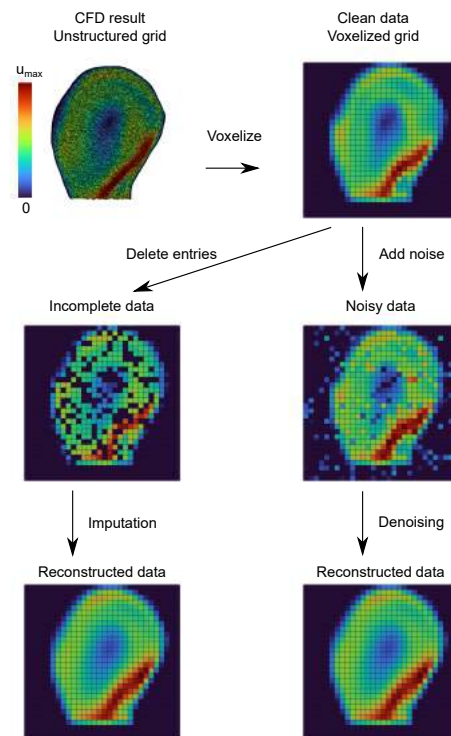 CFD result
Unstructured grid
Clean data
Voxelized grid
umax
0
Voxelize
Delete entries
Add noise
Incomplete data
Noisy data
Imputation
Denoising
Reconstructed data
Reconstructed data